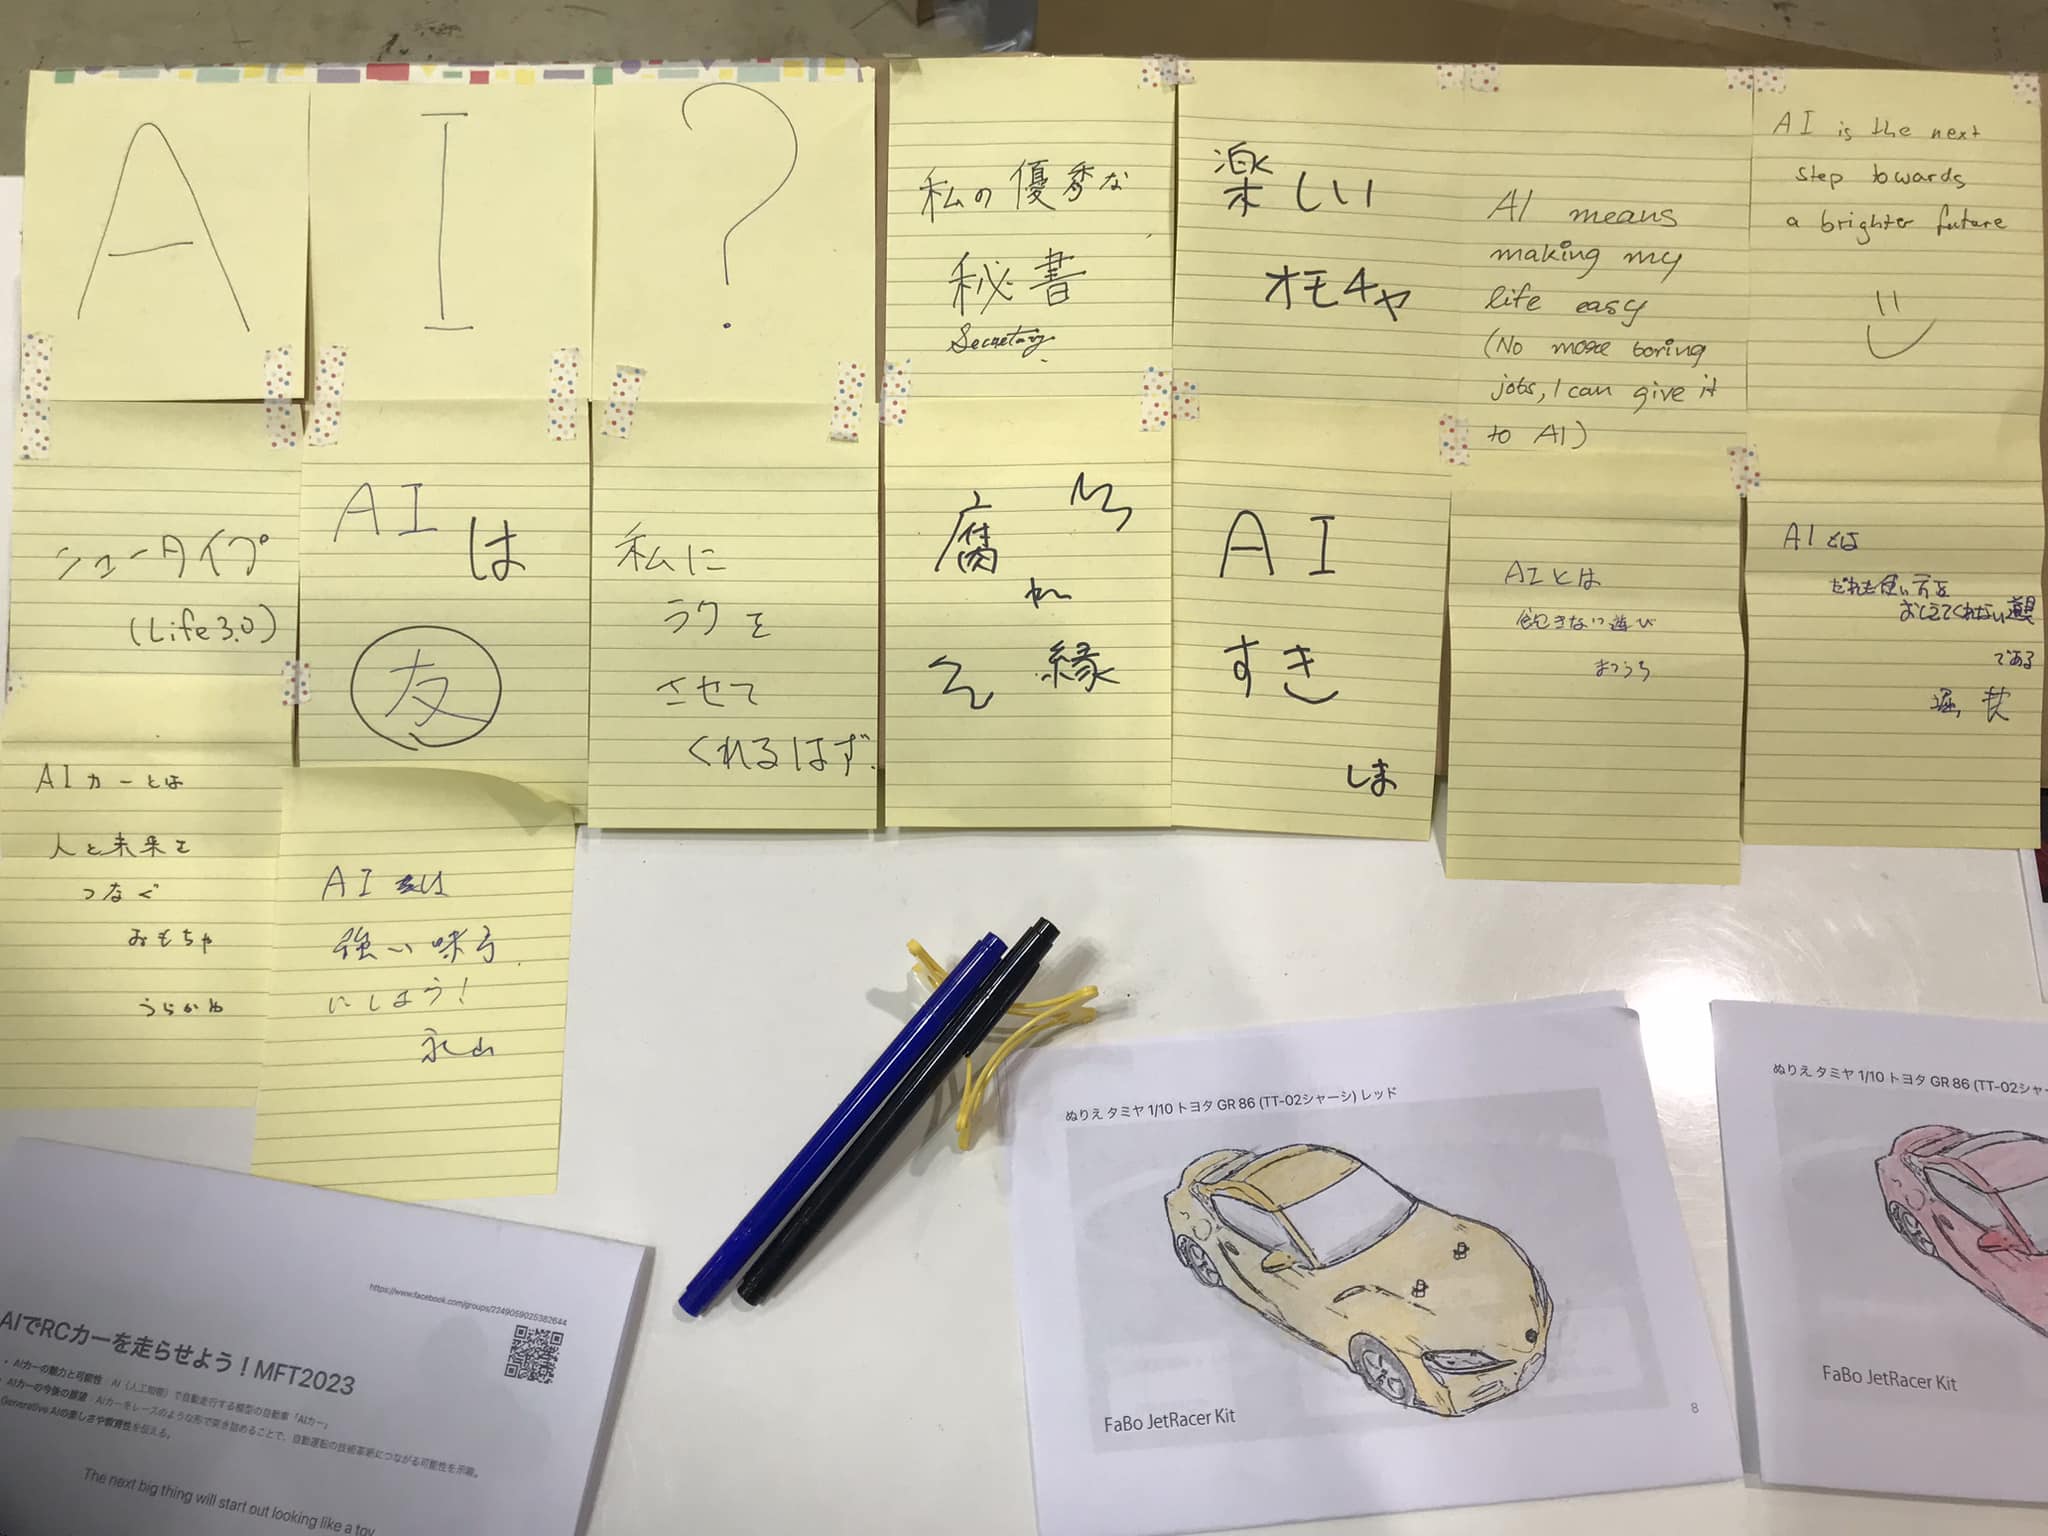 A
I
?
私の優秀な
秘書
Secretary
楽しい
オモチャ
AI means
making my
life easy
(No more boring
jobs, I can give it
to AI)
AI is the next
step towards
a brighter future
シュータイプ
(Life3.0)
AI
は
友
私に
ラクを
させて
くれるはず.
腐
れ
縁
AI
すき
しま
AIとは
飽きない遊び
まつうち
AIとは
だれも使い方を
おしえてくれない道具
である
AIカーとは
人と未来を
つなぐ
おもちゃ
うらかわ
AIは
強い味方
にしよう!
永山
https://www.facebook.com/groups/2249059025382644
AIでRCカーを走らせよう!MFT2023
• AIカーの魅力と可能性:AI(人工知能)で自動走行する模型の自動車「AIカー」
• AIカーの今後の展望:AIカーをレースのような形で突き詰めることで、自動運転の技術革新につながる可能性を示唆。
Generative AIの楽しさや教育性を伝える。
The next big thing will start out looking like a toy
ぬりえ タミヤ 1/10 トヨタ GR 86 (TT-02シャーシ) レッド
FaBo JetRacer Kit
8
ぬりえ タミヤ 1/10 トヨタ GR 86 (TT-02シャー
FaBo JetRacer Kit